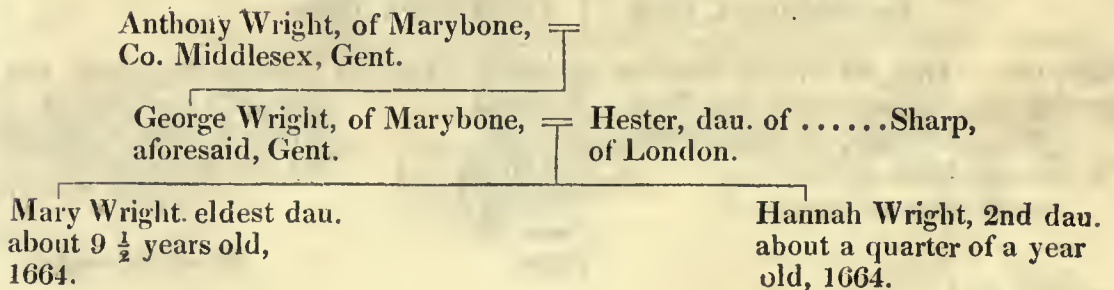 Anthony Wright, of Marybone,
Co. Middlesex, Gent.
George Wright, of Marybone,
aforesaid, Gent.
Hester, dau. of ......Sharp,
of London.
Mary Wright. eldest dau.
about 9 ½ years old,
1664.
Hannah Wright, 2nd dau.
about a quarter of a year
old, 1664.